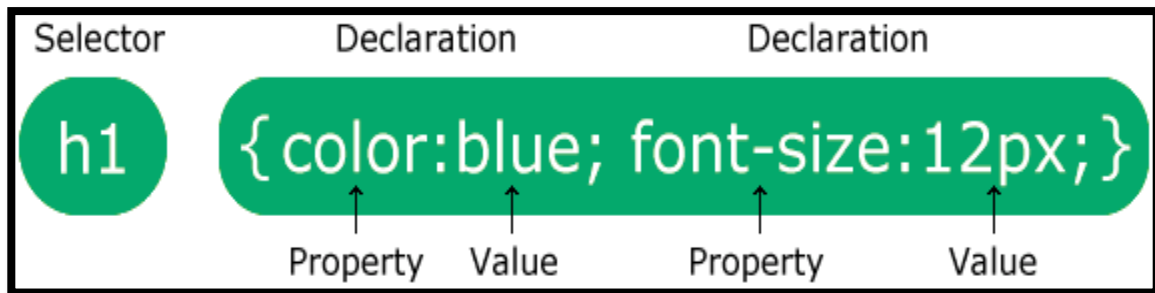 Selector Declaration Declaration
h1 {color:blue; font-size:12px;}
Property Value Property Value